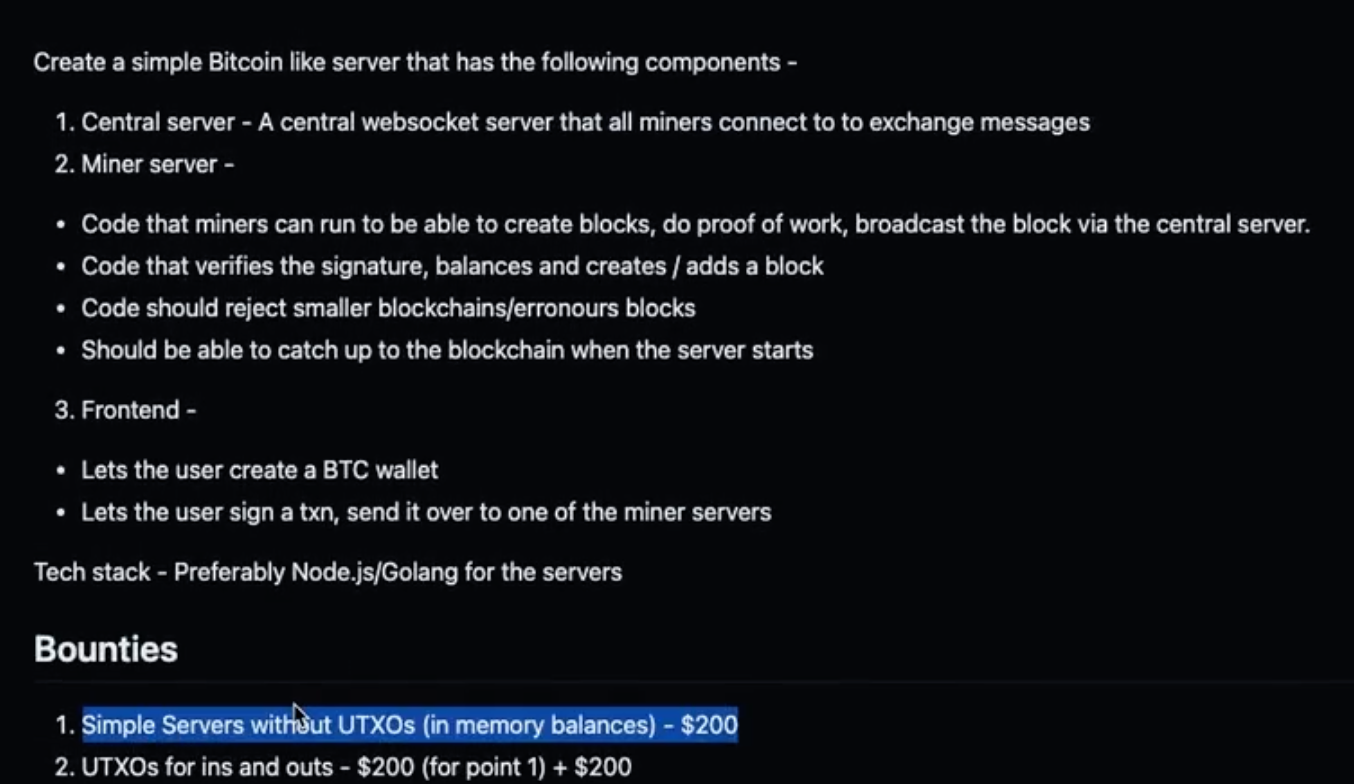 Create a simple Bitcoin like server that has the following components -
1. Central server - A central websocket server that all miners connect to to exchange messages
2. Miner server -
• Code that miners can run to be able to create blocks, do proof of work, broadcast the block via the central server.
• Code that verifies the signature, balances and creates / adds a block
• Code should reject smaller blockchains/erronours blocks
• Should be able to catch up to the blockchain when the server starts
3. Frontend -
• Lets the user create a BTC wallet
• Lets the user sign a txn, send it over to one of the miner servers
Tech stack - Preferably Node.js/Golang for the servers
Bounties
1. Simple Servers without UTXOs (in memory balances) - $200
2. UTXOs for ins and outs - $200 (for point 1) + $200